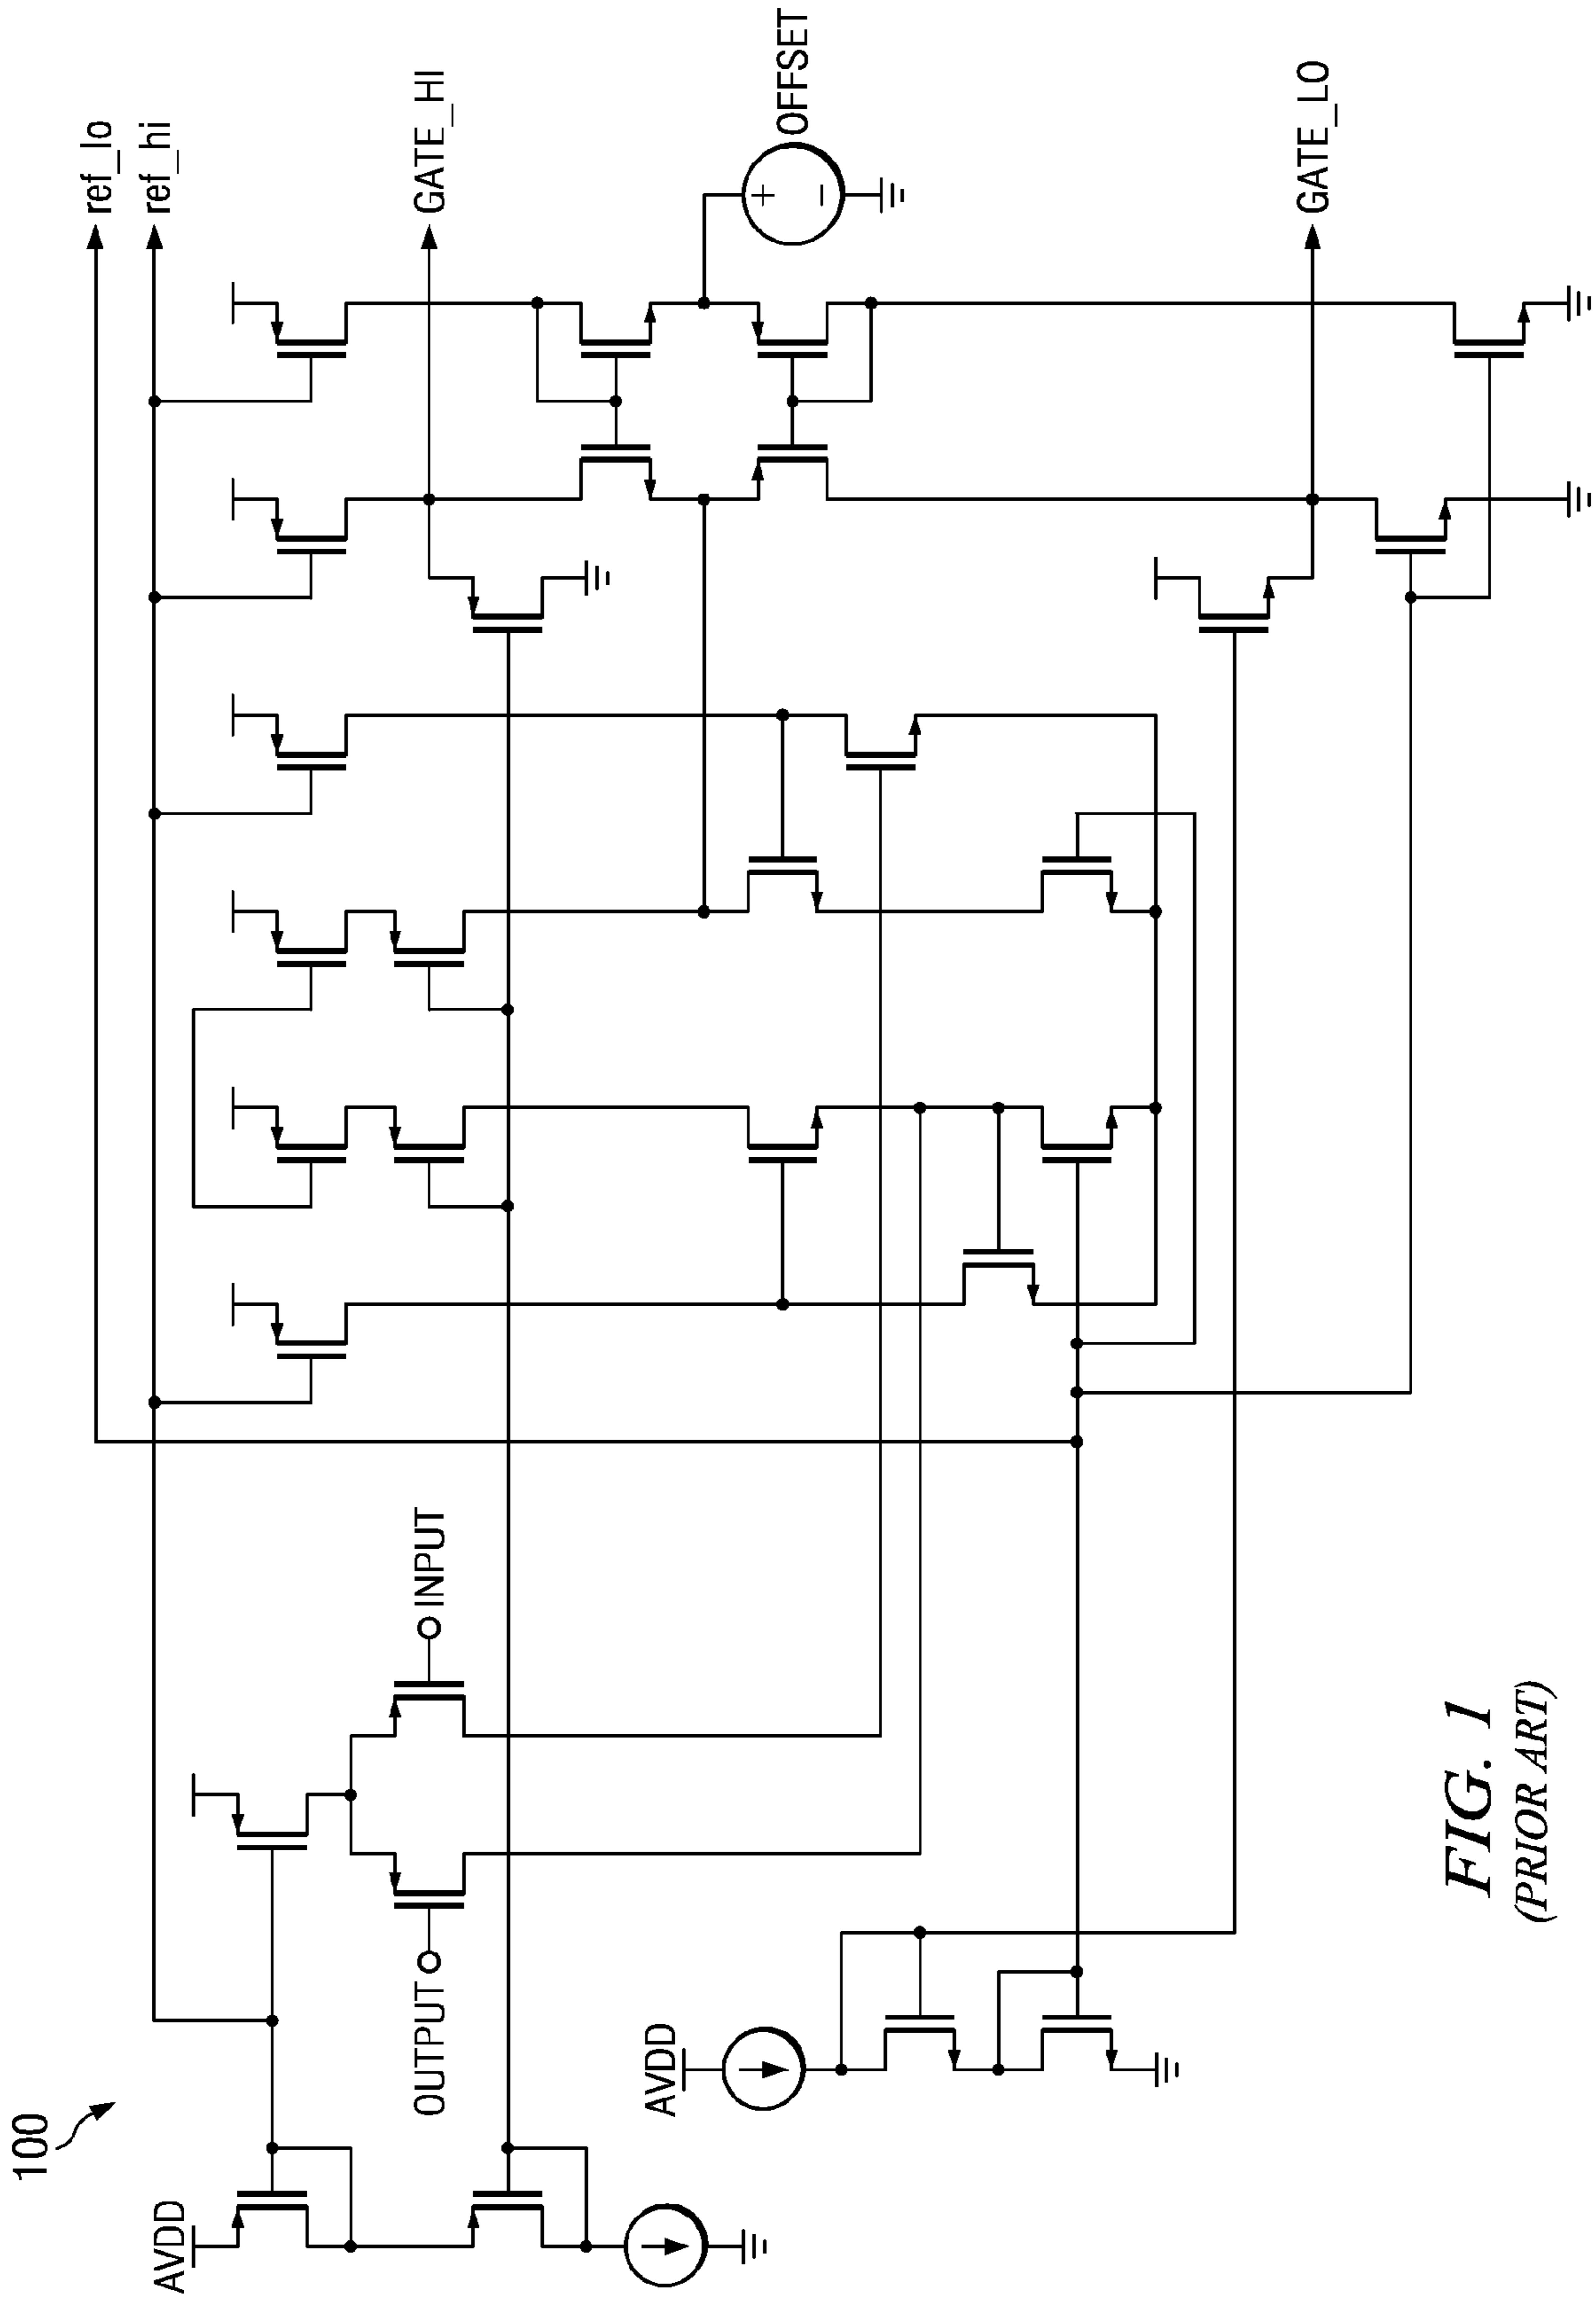 100
AVDD
OUTPUT
INPUT
AVDD
ref_lo
ref_hi
GATE_HI
OFFSET
+
−
GATE_LO
FIG. 1
(PRIOR ART)